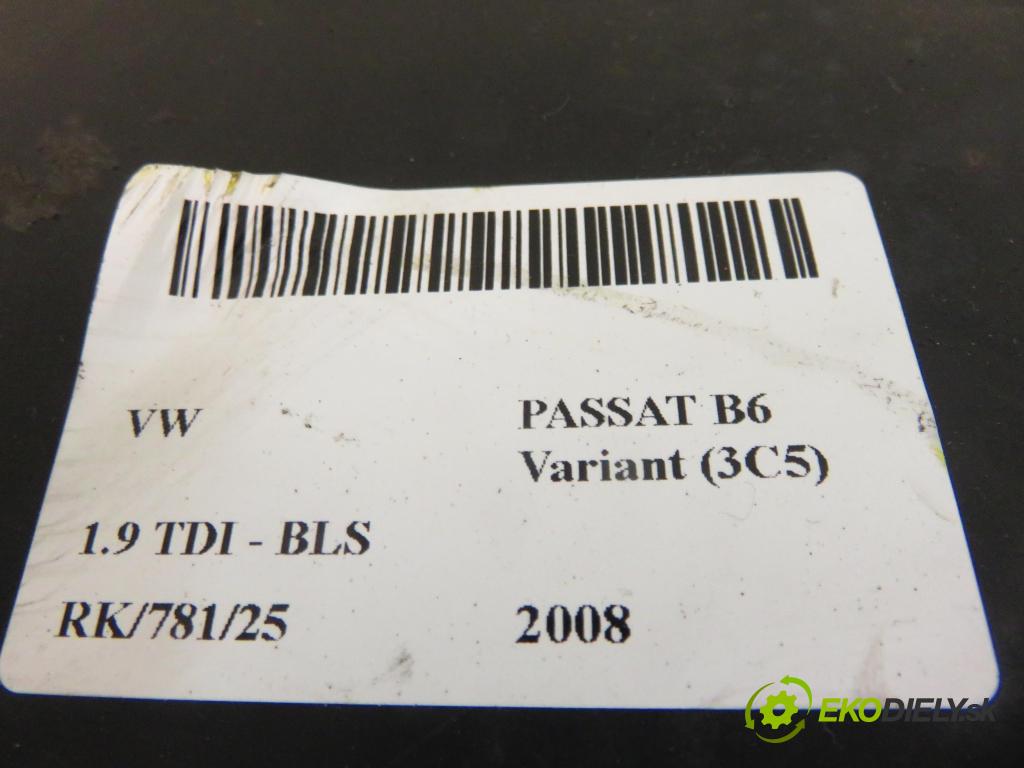 VW
PASSAT B6
Variant (3C5)
1.9 TDI - BLS
RK/781/25
2008
EKODIELY.sk